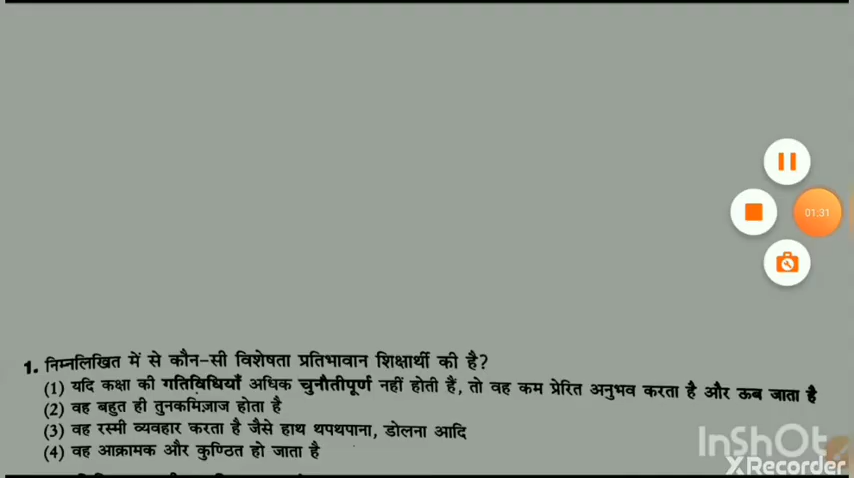 01:31
1. निम्नलिखित में से कौन-सी विशेषता प्रतिभावान शिक्षार्थी की है?
(1) यदि कक्षा की गतिविधियाँ अधिक चुनौतीपूर्ण नहीं होती हैं, तो वह कम प्रेरित अनुभव करता है और ऊब जाता है
(2) वह बहुत ही तुनकमिज़ाज होता है
(3) वह रस्मी व्यवहार करता है जैसे हाथ थपथपाना, डोलना आदि
(4) वह आक्रामक और कुण्ठित हो जाता है
InShOt
XRecorder